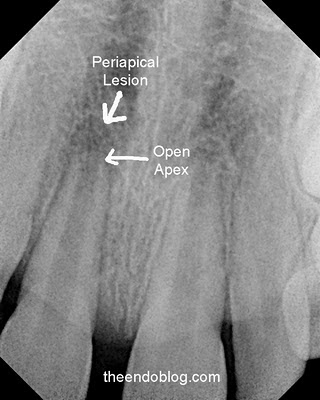 Periapical
Lesion
Open
Apex
theendoblog.com